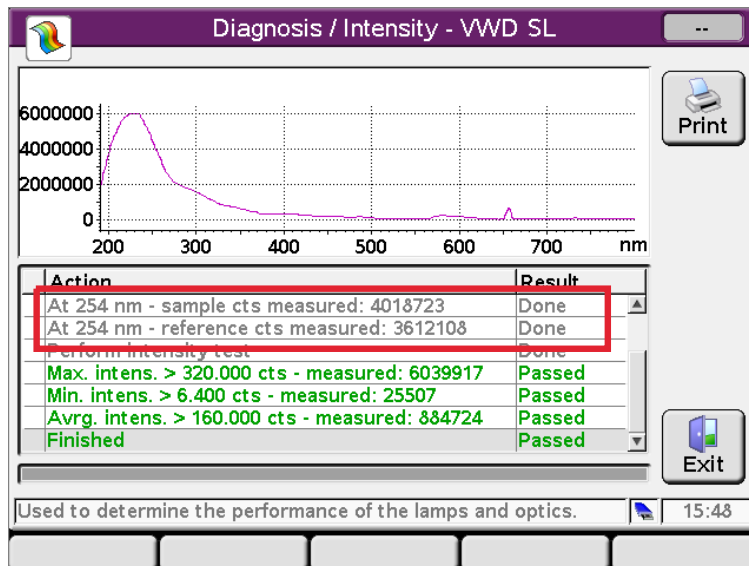 Diagnosis / Intensity - VWD SL
--
Print
6000000
4000000
2000000
0
200 300 400 500 600 700 nm
Action Result
At 254 nm - sample cts measured: 4018723 Done
At 254 nm - reference cts measured: 3612108 Done
Perform intensity test Done
Max. intens. > 320.000 cts - measured: 6039917 Passed
Min. intens. > 6.400 cts - measured: 25507 Passed
Avrg. intens. > 160.000 cts - measured: 884724 Passed
Finished Passed
Exit
Used to determine the performance of the lamps and optics. 15:48